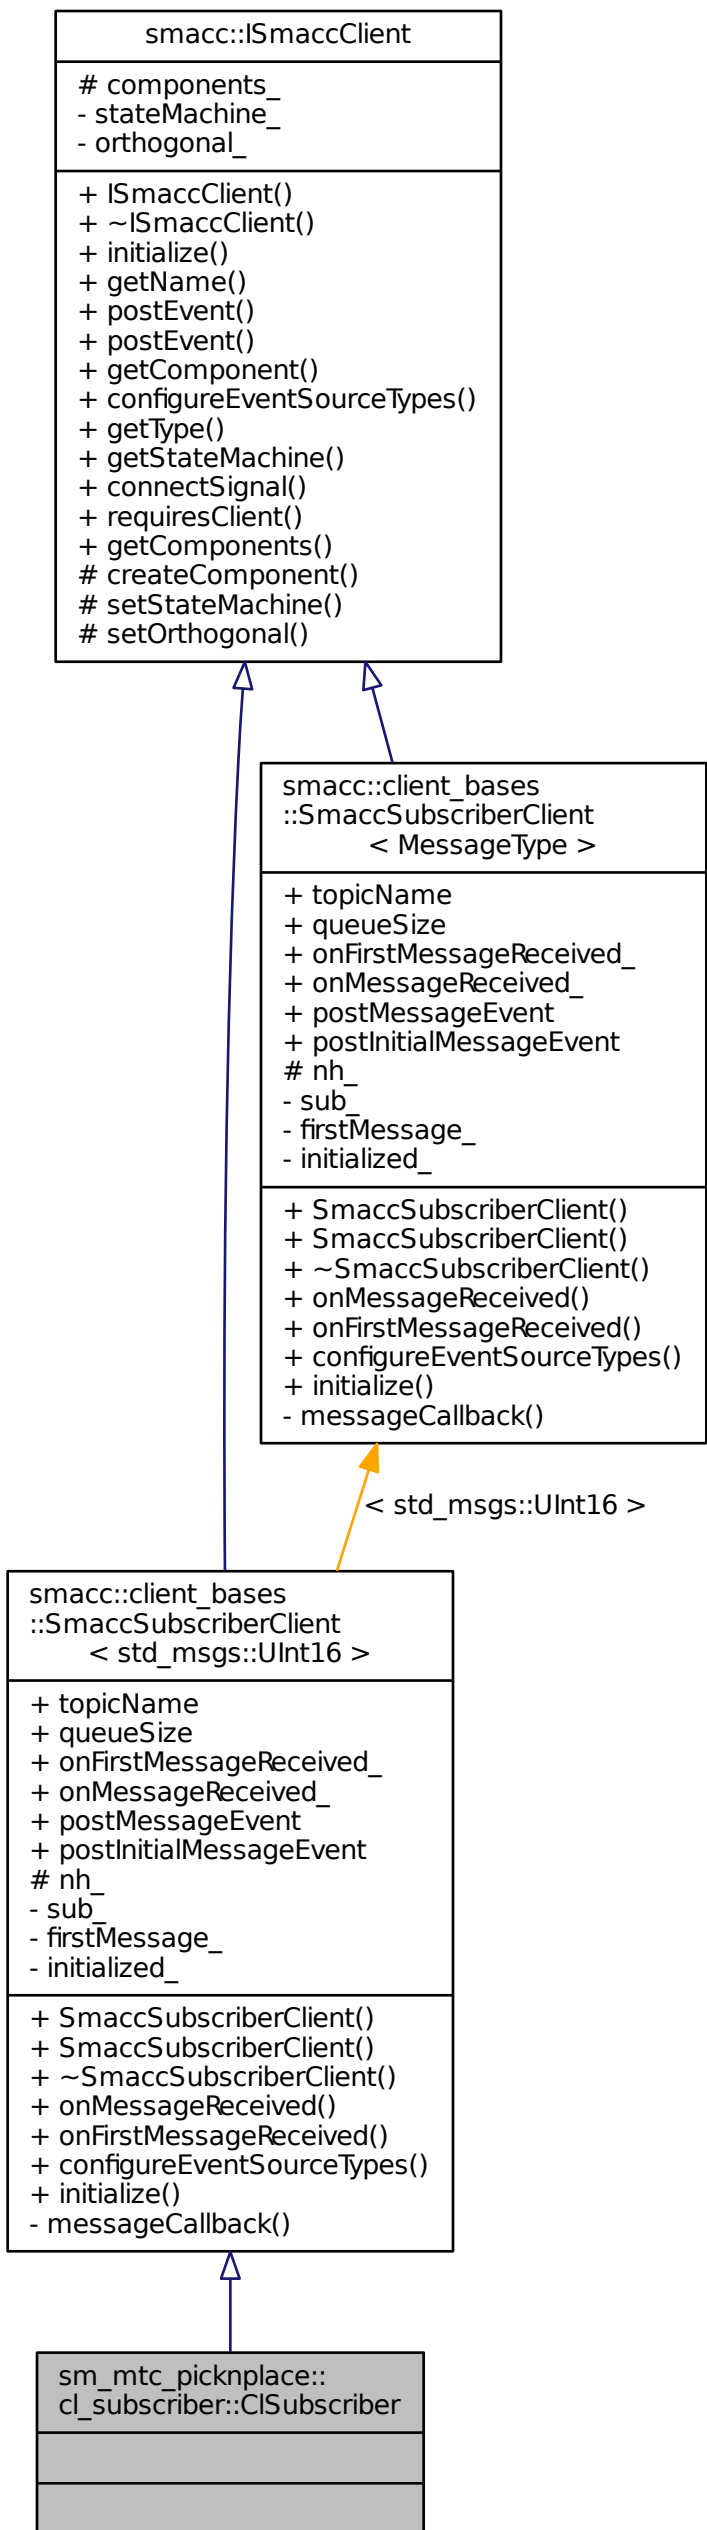 smacc::ISmaccClient
# components_
- stateMachine_
- orthogonal_
+ ISmaccClient()
+ ~ISmaccClient()
+ initialize()
+ getName()
+ postEvent()
+ postEvent()
+ getComponent()
+ configureEventSourceTypes()
+ getType()
+ getStateMachine()
+ connectSignal()
+ requiresClient()
+ getComponents()
# createComponent()
# setStateMachine()
# setOrthogonal()
smacc::client_bases
::SmaccSubscriberClient
< MessageType >
+ topicName
+ queueSize
+ onFirstMessageReceived_
+ onMessageReceived_
+ postMessageEvent
+ postInitialMessageEvent
# nh_
- sub_
- firstMessage_
- initialized_
+ SmaccSubscriberClient()
+ SmaccSubscriberClient()
+ ~SmaccSubscriberClient()
+ onMessageReceived()
+ onFirstMessageReceived()
+ configureEventSourceTypes()
+ initialize()
- messageCallback()
< std_msgs::UInt16 >
smacc::client_bases
::SmaccSubscriberClient
< std_msgs::UInt16 >
+ topicName
+ queueSize
+ onFirstMessageReceived_
+ onMessageReceived_
+ postMessageEvent
+ postInitialMessageEvent
# nh_
- sub_
- firstMessage_
- initialized_
+ SmaccSubscriberClient()
+ SmaccSubscriberClient()
+ ~SmaccSubscriberClient()
+ onMessageReceived()
+ onFirstMessageReceived()
+ configureEventSourceTypes()
+ initialize()
- messageCallback()
sm_mtc_picknplace::
cl_subscriber::ClSubscriber